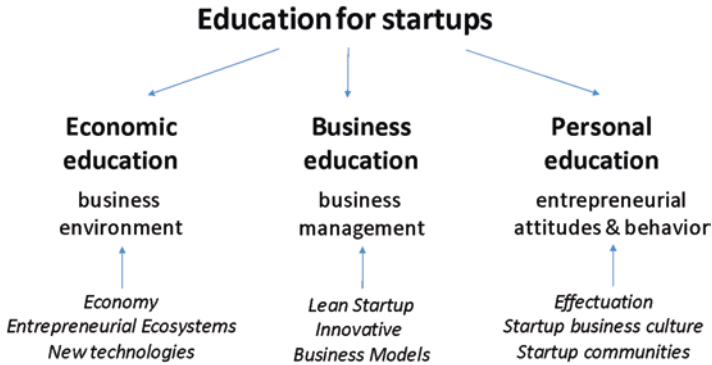 Education for startups
Economic
education
business
environment
Economy
Entrepreneurial Ecosystems
New technologies
Business
education
business
management
Lean Startup
Innovative
Business Models
Personal
education
entrepreneurial
attitudes & behavior
Effectuation
Startup business culture
Startup communities